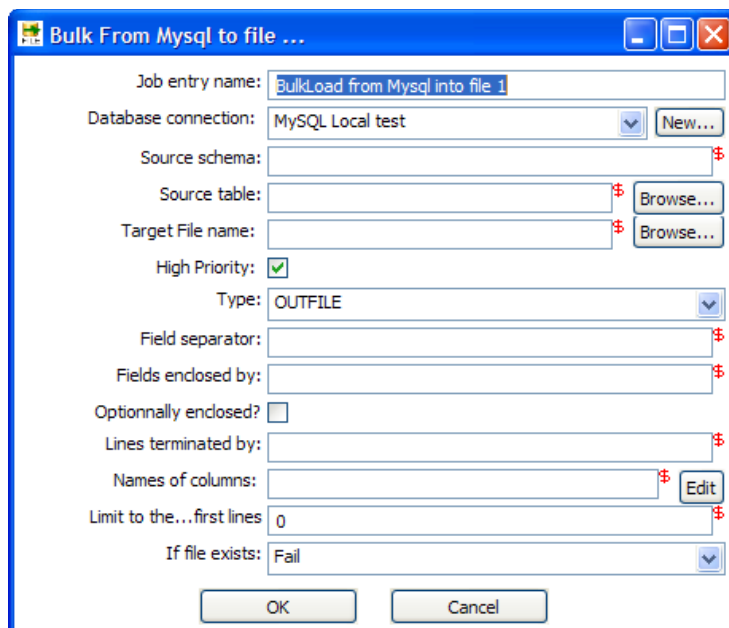 Bulk From Mysql to file ...
Job entry name: BulkLoad from Mysql into file 1
Database connection: MySQL Local test New...
Source schema: $
Source table: $ Browse...
Target File name: $ Browse...
High Priority:
Type: OUTFILE
Field separator: $
Fields enclosed by: $
Optionnally enclosed?
Lines terminated by: $
Names of columns: $ Edit
Limit to the...first lines 0 $
If file exists: Fail
OK Cancel